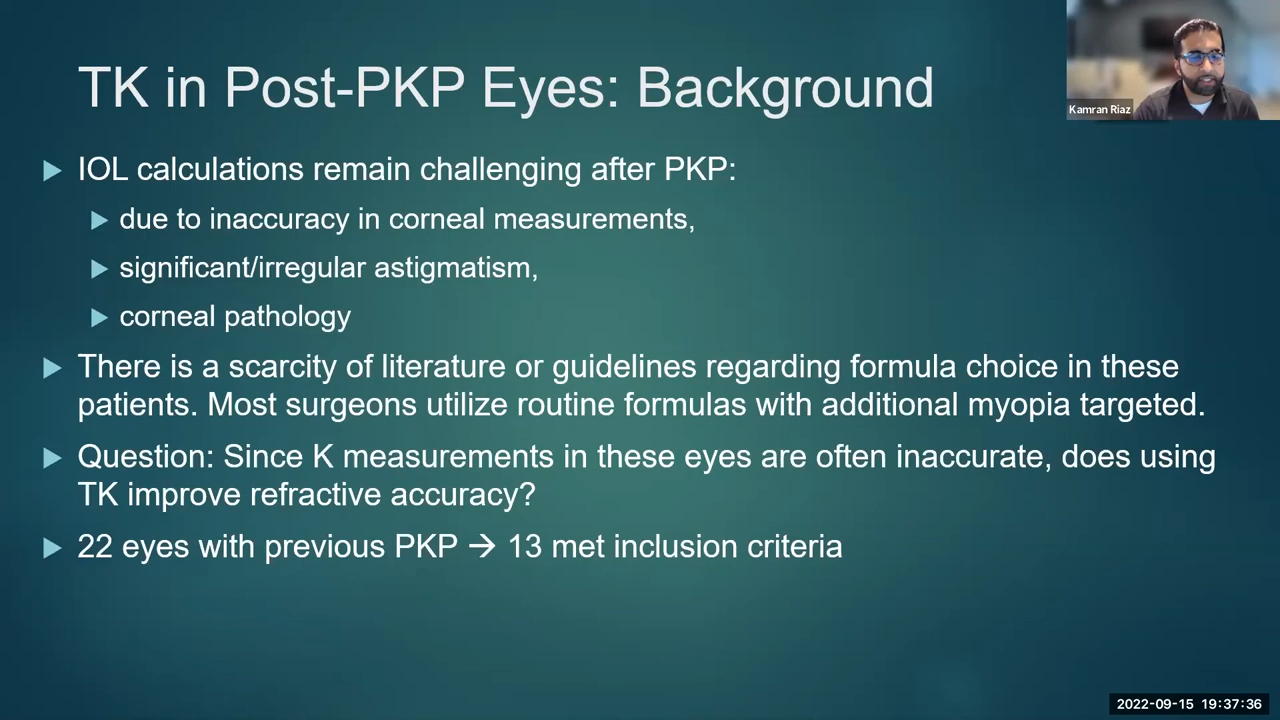 TK in Post-PKP Eyes: Background
Kamran Riaz
IOL calculations remain challenging after PKP:
due to inaccuracy in corneal measurements,
significant/irregular astigmatism,
corneal pathology
There is a scarcity of literature or guidelines regarding formula choice in these
patients. Most surgeons utilize routine formulas with additional myopia targeted.
Question: Since K measurements in these eyes are often inaccurate, does using
TK improve refractive accuracy?
22 eyes with previous PKP → 13 met inclusion criteria
2022-09-15 19:37:36